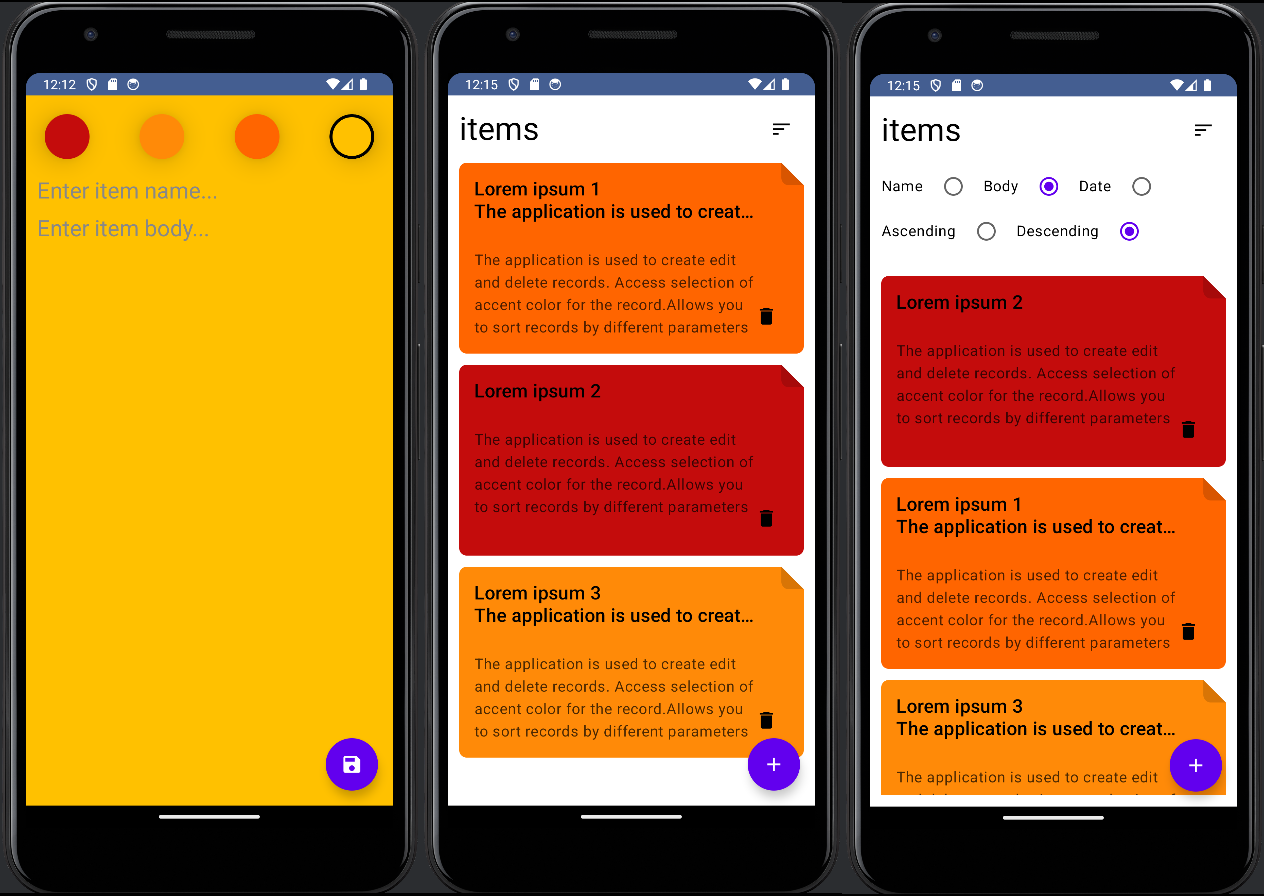 12:12
Enter item name...
Enter item body...
12:15
items
Lorem ipsum 1
The application is used to creat...
The application is used to create edit
and delete records. Access selection of
accent color for the record.Allows you
to sort records by different parameters
Lorem ipsum 2
The application is used to create edit
and delete records. Access selection of
accent color for the record.Allows you
to sort records by different parameters
Lorem ipsum 3
The application is used to creat...
The application is used to create edit
and delete records. Access selection of
accent color for the record.Allows you
to sort records by different parameters
12:15
items
Name Body Date
Ascending Descending
Lorem ipsum 2
The application is used to create edit
and delete records. Access selection of
accent color for the record.Allows you
to sort records by different parameters
Lorem ipsum 1
The application is used to creat...
The application is used to create edit
and delete records. Access selection of
accent color for the record.Allows you
to sort records by different parameters
Lorem ipsum 3
The application is used to creat...
The application is used to create edit